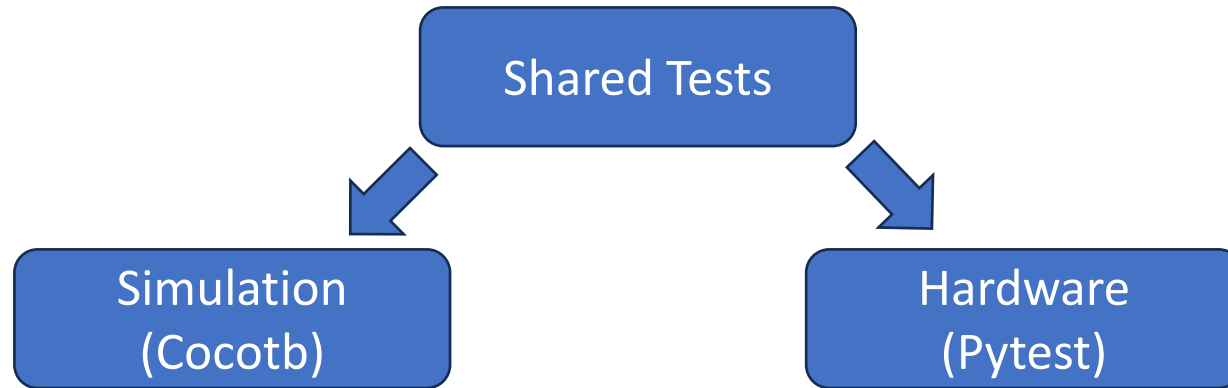 Shared Tests
Simulation
(Cocotb)
Hardware
(Pytest)